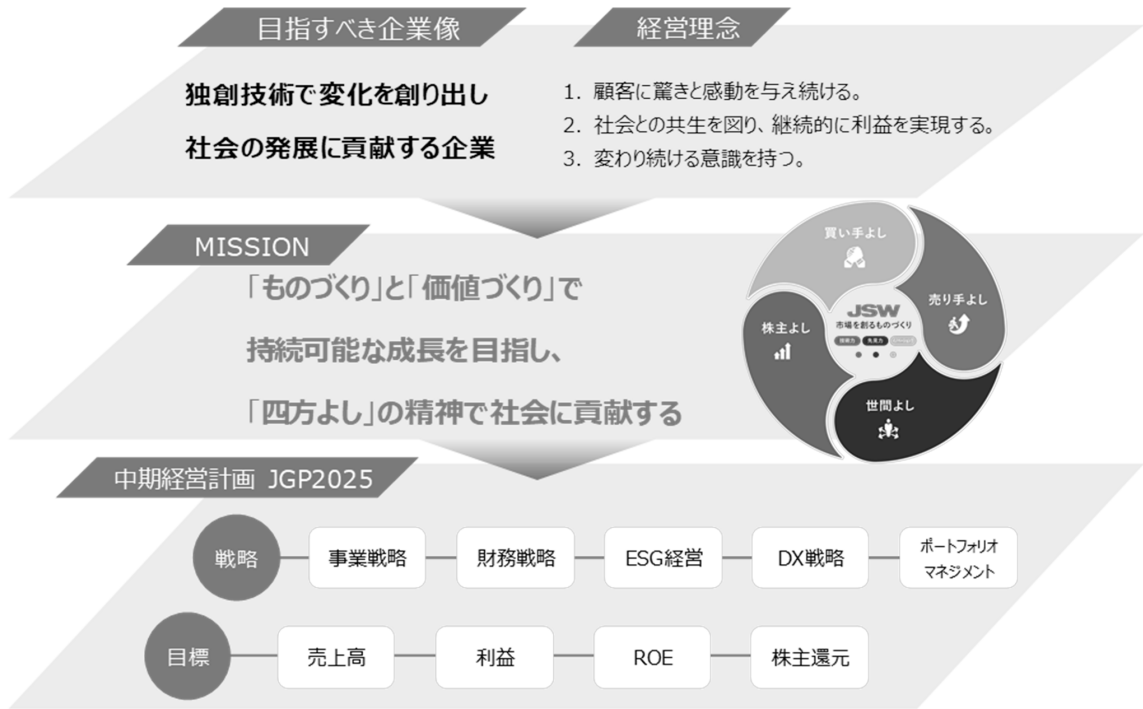 目指すべき企業像
独創技術で変化を創り出し
社会の発展に貢献する企業
経営理念
1. 顧客に驚きと感動を与え続ける。
2. 社会との共生を図り、継続的に利益を実現する。
3. 変わり続ける意識を持つ。
MISSION
「ものづくり」と「価値づくり」で
持続可能な成長を目指し、
「四方よし」の精神で社会に貢献する
買い手よし
売り手よし
株主よし
世間よし
JSW
市場を創るものづくり
中期経営計画 JGP2025
戦略
事業戦略
財務戦略
ESG経営
DX戦略
ポートフォリオ
マネジメント
目標
売上高
利益
ROE
株主還元